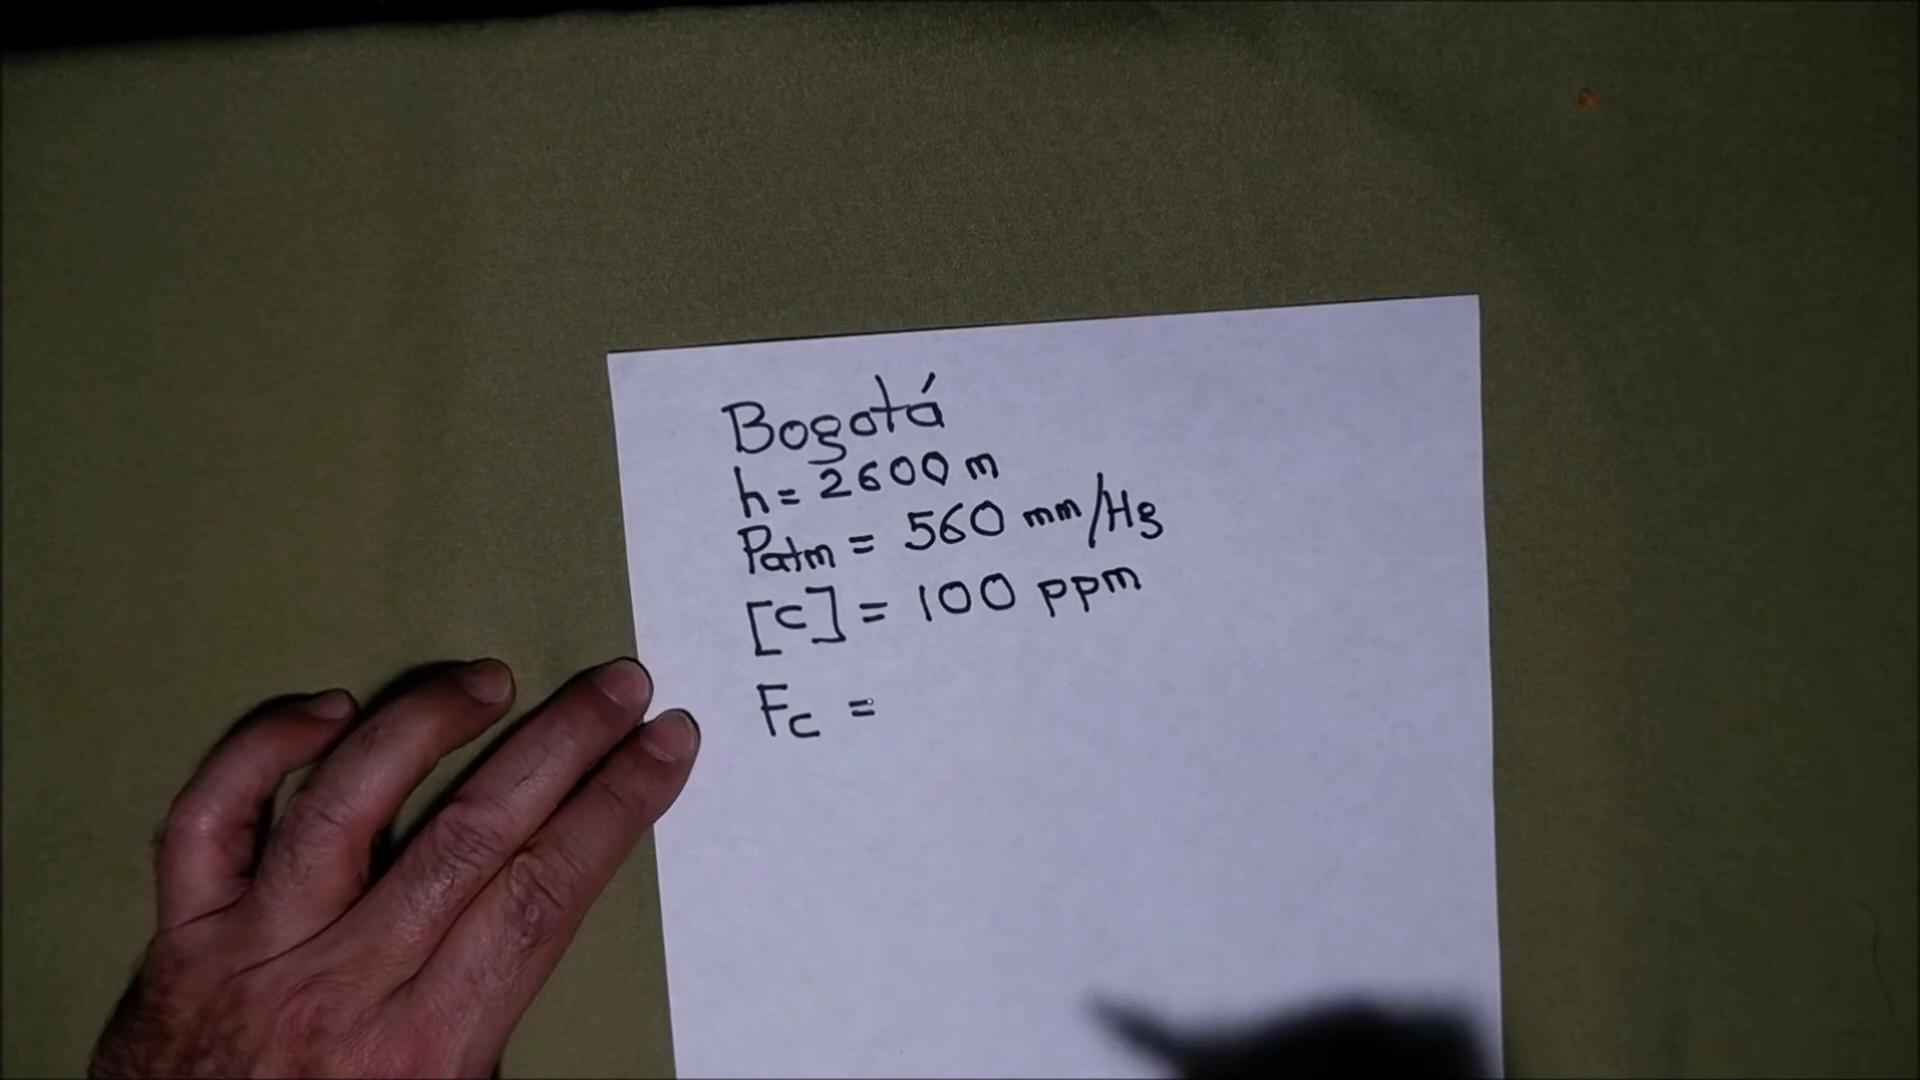 Bogotá
h = 2600 m
Patm = 560 mm/Hg
[c] = 100 ppm
Fc =